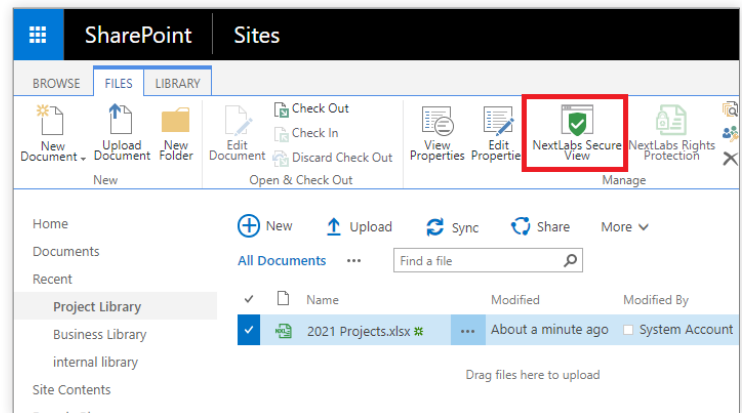 SharePoint Sites
BROWSE FILES LIBRARY
New Document
Upload Document
New Folder
New
Edit Document
Check Out
Check In
Discard Check Out
Open & Check Out
View Properties
Edit Propertie
NextLabs Secure View
NextLabs Rights Protection
Manage
Home
Documents
Recent
Project Library
Business Library
internal library
Site Contents
New Upload Sync Share More
All Documents ... Find a file
Name Modified Modified By
2021 Projects.xlsx ... About a minute ago System Account
Drag files here to upload